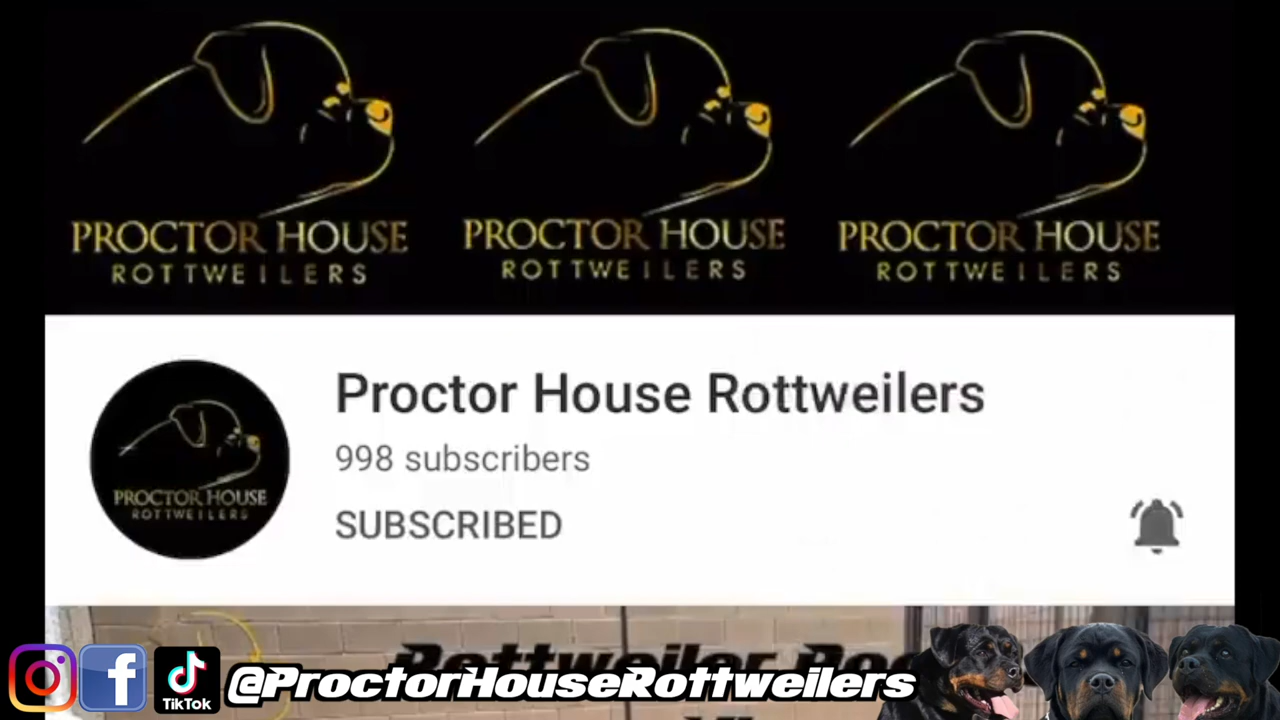 PROCTOR HOUSE PROCTOR HOUSE PROCTOR HOUSE
ROTTWEILERS ROTTWEILERS ROTTWEILERS
Proctor House Rottweilers
998 subscribers
SUBSCRIBED
PROCTOR HOUSE
ROTTWEILERS
Rottweiler
TikTok
@ProctorHouseRottweilers